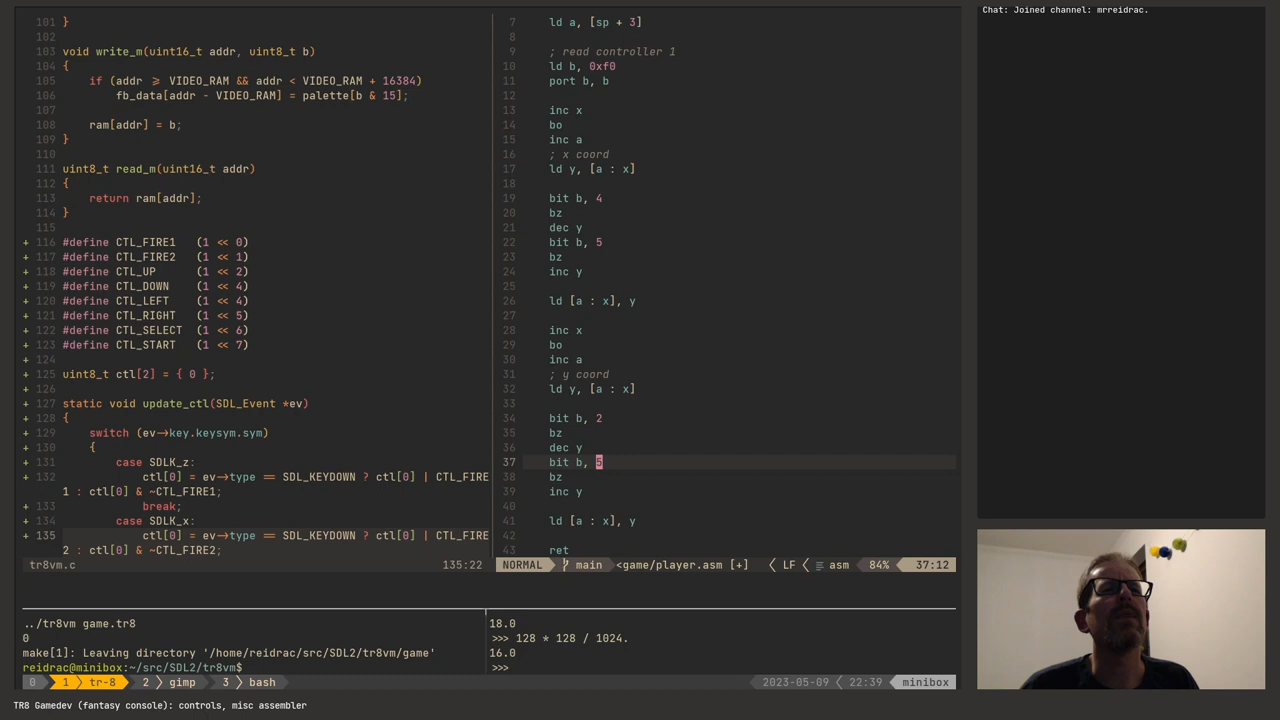 101 }
102
103 void write_m(uint16_t addr, uint8_t b)
104 {
105     if (addr ⩾ VIDEO_RAM && addr < VIDEO_RAM + 16384)
106         fb_data[addr - VIDEO_RAM] = palette[b & 15];
107
108     ram[addr] = b;
109 }
110
111 uint8_t read_m(uint16_t addr)
112 {
113     return ram[addr];
114 }
115
+ 116 #define CTL_FIRE1   (1 << 0)
+ 117 #define CTL_FIRE2   (1 << 1)
+ 118 #define CTL_UP      (1 << 2)
+ 119 #define CTL_DOWN    (1 << 4)
+ 120 #define CTL_LEFT    (1 << 4)
+ 121 #define CTL_RIGHT   (1 << 5)
+ 122 #define CTL_SELECT  (1 << 6)
+ 123 #define CTL_START   (1 << 7)
+ 124
+ 125 uint8_t ctl[2] = { 0 };
+ 126
+ 127 static void update_ctl(SDL_Event *ev)
+ 128 {
+ 129     switch (ev→key.keysym.sym)
+ 130     {
+ 131         case SDLK_z:
+ 132             ctl[0] = ev→type == SDL_KEYDOWN ? ctl[0] | CTL_FIRE
1 : ctl[0] & ~CTL_FIRE1;
+ 133             break;
+ 134         case SDLK_x:
+ 135             ctl[0] = ev→type == SDL_KEYDOWN ? ctl[0] | CTL_FIRE
2 : ctl[0] & ~CTL_FIRE2;
tr8vm.c 135:22
7     ld a, [sp + 3]
8
9     ; read controller 1
10     ld b, 0xf0
11     port b, b
12
13     inc x
14     bo
15     inc a
16     ; x coord
17     ld y, [a : x]
18
19     bit b, 4
20     bz
21     dec y
22     bit b, 5
23     bz
24     inc y
25
26     ld [a : x], y
27
28     inc x
29     bo
30     inc a
31     ; y coord
32     ld y, [a : x]
33
34     bit b, 2
35     bz
36     dec y
37     bit b, 5
38     bz
39     inc y
40
41     ld [a : x], y
42
43     ret
NORMAL main <game/player.asm [+] LF asm 84% 37:12
../tr8vm game.tr8
0
make[1]: Leaving directory '/home/reidrac/src/SDL2/tr8vm/game'
reidrac@minibox:~/src/SDL2/tr8vm$
18.0
>>> 128 * 128 / 1024.
16.0
>>>
0 1 tr-8 2 gimp 3 bash 2023-05-09 22:39 minibox
TR8 Gamedev (fantasy console): controls, misc assembler
Chat: Joined channel: mrreidrac.